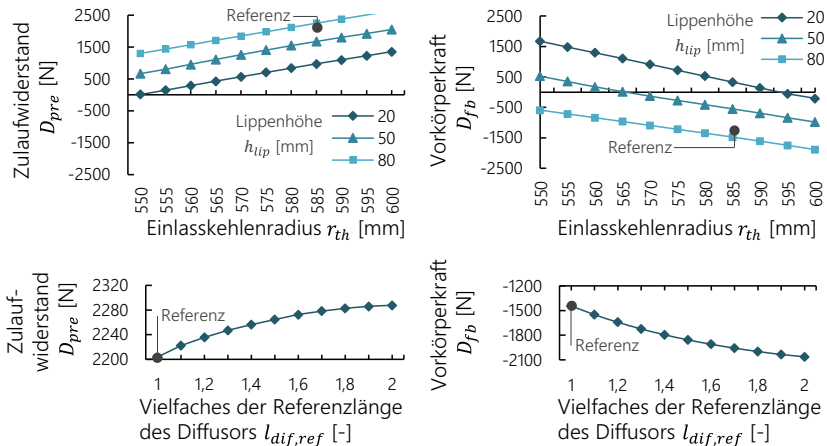 Zulaufwiderstand
D_pre [N]
2500
1500
500
-500
-1500
-2500
Referenz
Lippenhöhe
h_lip [mm]
20
50
80
550
555
560
565
570
575
580
585
590
595
600
Einlasskehlenradius r_th [mm]
Vorkörperkraft
D_fb [N]
2500
1500
500
-500
-1500
-2500
Lippenhöhe
h_lip [mm]
20
50
80
Referenz
550
555
560
565
570
575
580
585
590
595
600
Einlasskehlenradius r_th [mm]
Zulauf-
widerstand
D_pre [N]
2320
2280
2240
2200
Referenz
1 1,2 1,4 1,6 1,8 2
Vielfaches der Referenzlänge
des Diffusors l_dif,ref [-]
Vorkörperkraft
D_fb [N]
-1200
-1500
-1800
-2100
Referenz
1 1,2 1,4 1,6 1,8 2
Vielfaches der Referenzlänge
des Diffusors l_dif,ref [-]